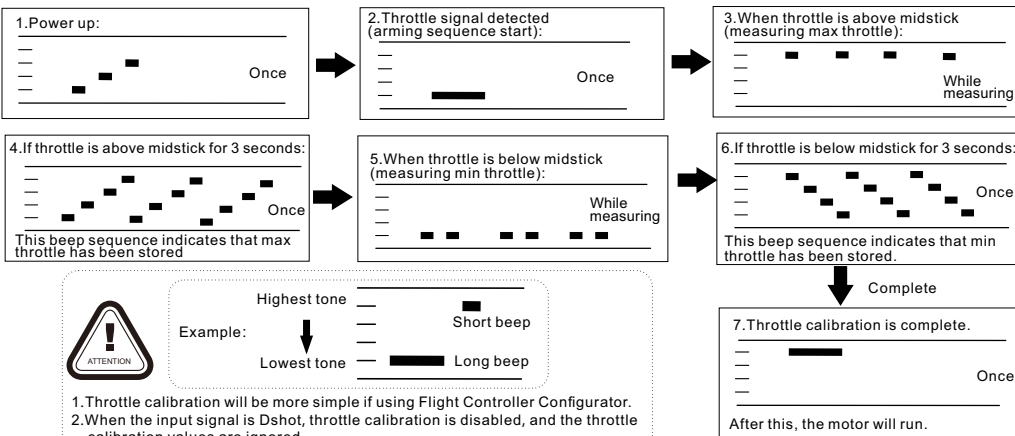 1.Power up:
Once
2.Throttle signal detected
(arming sequence start):
Once
3.When throttle is above midstick
(measuring max throttle):
While
measuring
4.If throttle is above midstick for 3 seconds:
Once
This beep sequence indicates that max
throttle has been stored
5.When throttle is below midstick
(measuring min throttle):
While
measuring
6.If throttle is below midstick for 3 seconds:
Once
This beep sequence indicates that min
throttle has been stored.
Complete
7.Throttle calibration is complete.
Once
After this, the motor will run.
ATTENTION
Example:
Highest tone
Lowest tone
Short beep
Long beep
1.Throttle calibration will be more simple if using Flight Controller Configurator.
2.When the input signal is Dshot, throttle calibration is disabled, and the throttle
calibration values are ignored